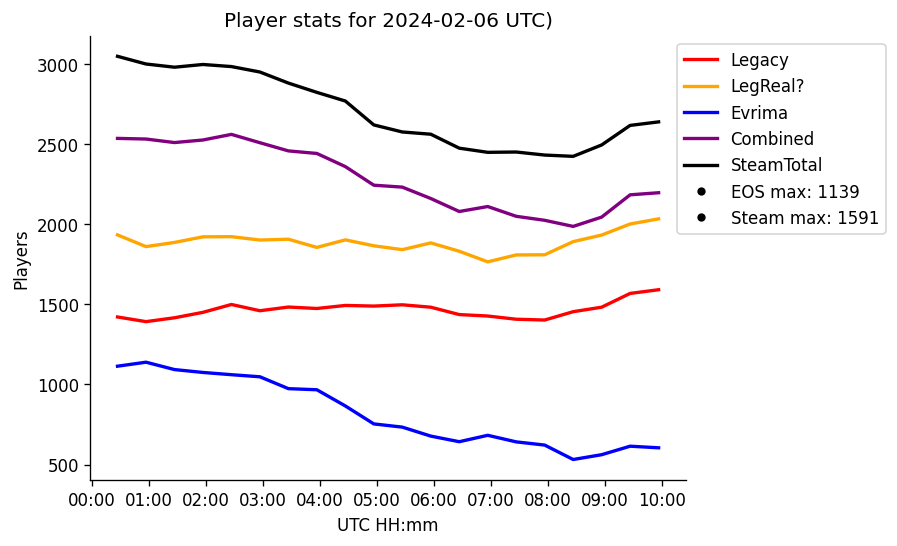 Player stats for 2024-02-06 UTC)
3000
2500
2000
1500
1000
500
Players
00:00 01:00 02:00 03:00 04:00 05:00 06:00 07:00 08:00 09:00 10:00
UTC HH:mm
Legacy
LegReal?
Evrima
Combined
SteamTotal
EOS max: 1139
Steam max: 1591